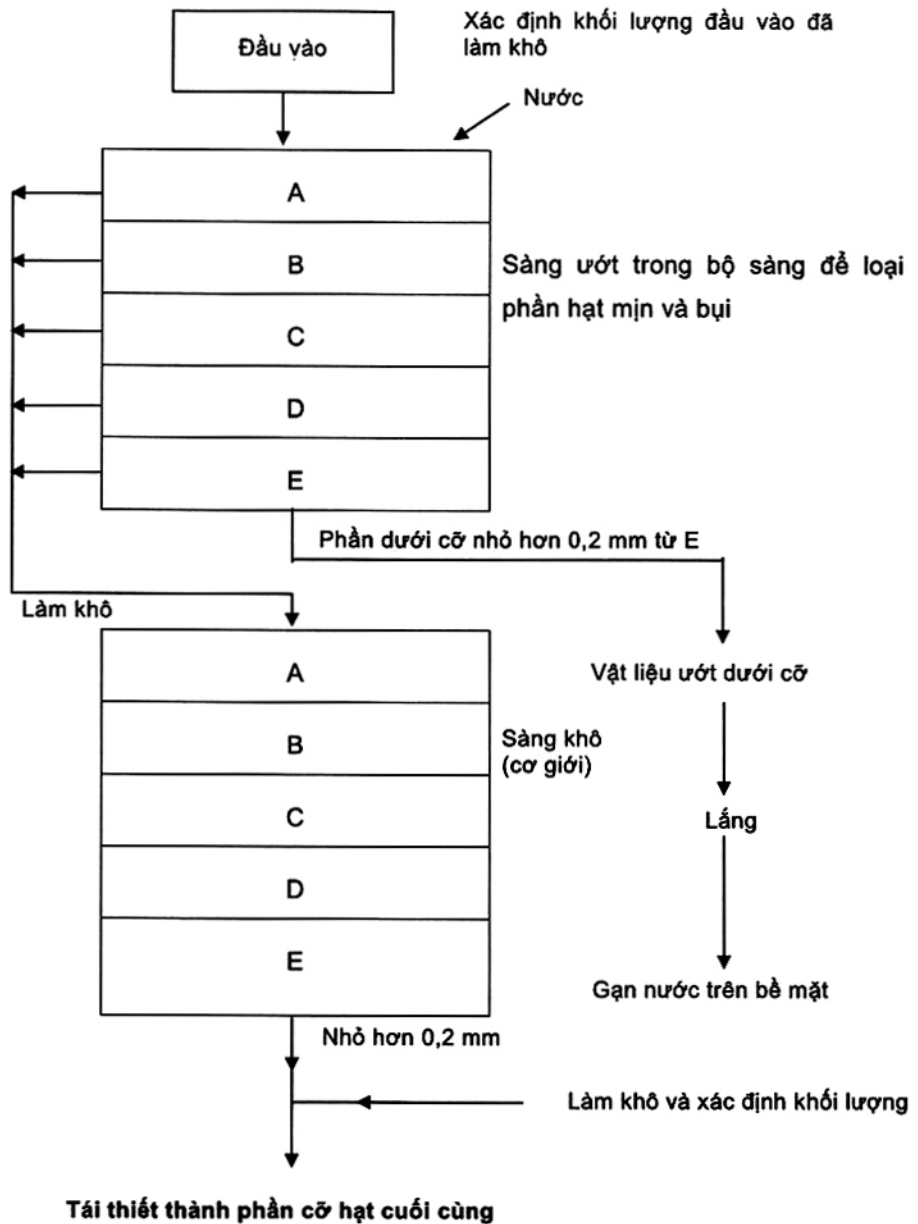 Xác định khối lượng đầu vào đã
làm khô
Đầu vào
Nước
A
B
Sàng ướt trong bộ sàng để loại
phần hạt mịn và bụi
C
D
E
Phần dưới cỡ nhỏ hơn 0,2 mm từ E
Làm khô
A
Vật liệu ướt dưới cỡ
B
Sàng khô
(cơ giới)
C
Lắng
D
E
Gạn nước trên bề mặt
Nhỏ hơn 0,2 mm
Làm khô và xác định khối lượng
Tái thiết thành phần cỡ hạt cuối cùng